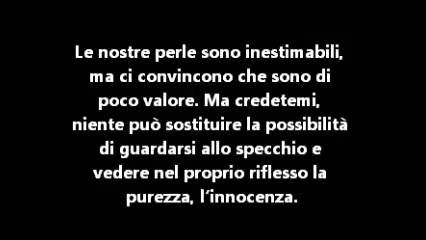 Le nostre perle sono inestimabili,
ma ci convincono che sono di
poco valore. Ma credetemi,
niente può sostituire la possibilità
di guardarsi allo specchio e
vedere nel proprio riflesso la
purezza, l'innocenza.